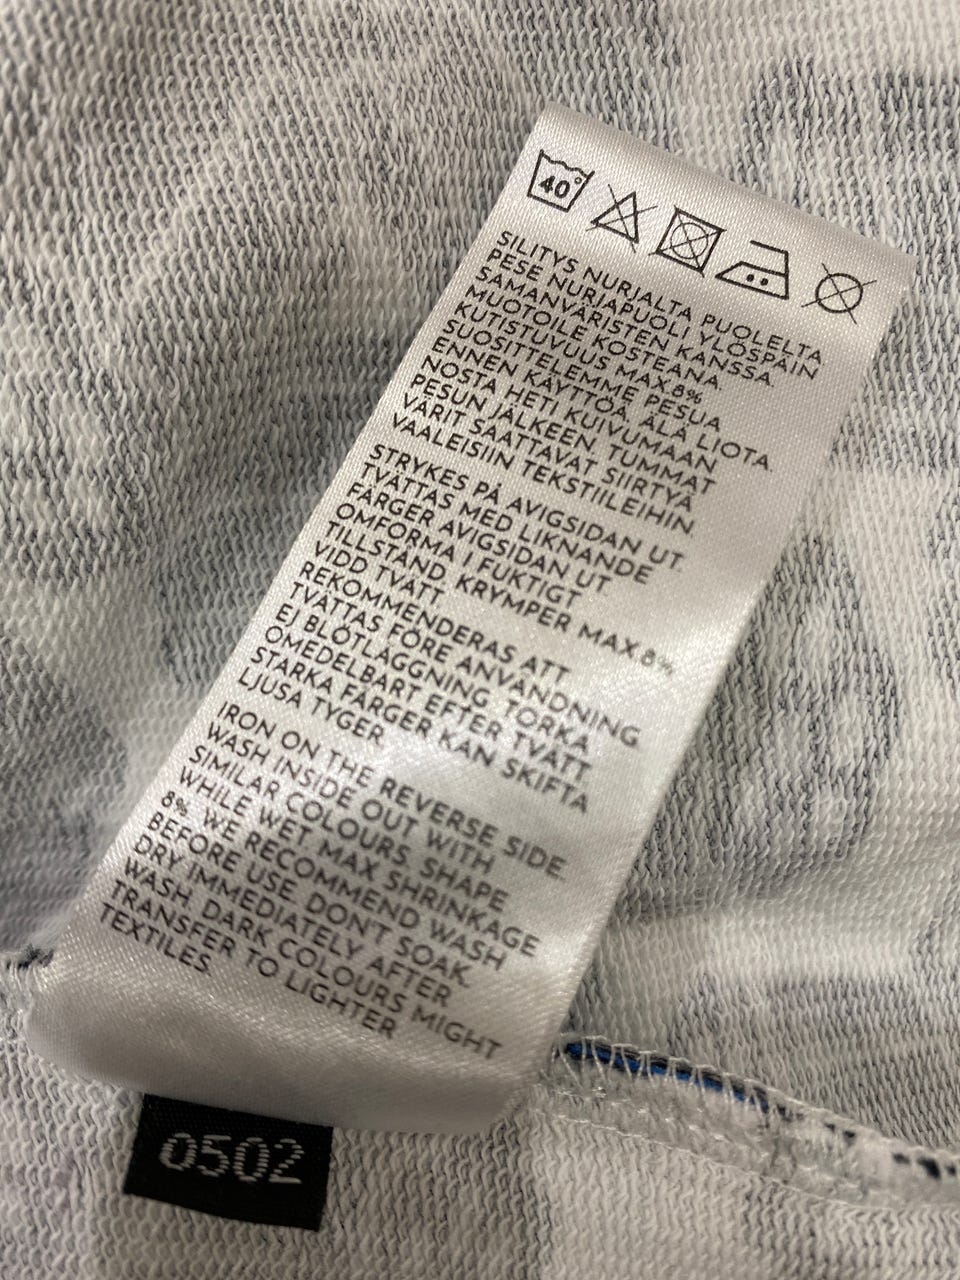 40°
SILITYS NURJALTA PUOLELTA
PESE NURJAPUOLI YLÖSPÄIN
SAMANVÄRISTEN KANSSA.
MUOTOILE KOSTEANA.
KUTISTUVUUS MAX.8%
SUOSITTELEMME PESUA
ENNEN KÄYTTÖÄ, ÄLÄ LIOTA.
NOSTA HETI KUIVUMAAN
PESUN JÄLKEEN. TUMMAT
VÄRIT SAATTAVAT SIIRTYÄ
VAALEISIIN TEKSTIILEIHIN.
STRYKES PÅ AVIGSIDAN UT.
TVÄTTAS MED LIKNANDE
FÄRGER AVIGSIDAN UT.
OMFORMA I FUKTIGT
TILLSTÅND. KRYMPER MAX.8%
VIDD TVÄTT.
REKOMMENDERAS ATT
TVÄTTAS FÖRE ANVÄNDNING.
EJ BLÖTLÄGGNING. TORKA
OMEDELBART EFTER TVÄTT.
STARKA FÄRGER KAN SKIFTA
LJUSA TYGER.
IRON ON THE REVERSE SIDE.
WASH INSIDE OUT WITH
SIMILAR COLOURS. SHAPE
WHILE WET. MAX SHRINKAGE
8%. WE RECOMMEND WASH
BEFORE USE. DON'T SOAK.
DRY IMMEDIATELY AFTER
WASH. DARK COLOURS MIGHT
TRANSFER TO LIGHTER
TEXTILES.
0502